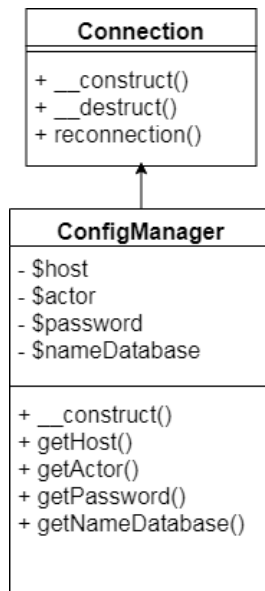 Connection
+ __construct()
+ __destruct()
+ reconnection()
ConfigManager
- $host
- $actor
- $password
- $nameDatabase
+ __construct()
+ getHost()
+ getActor()
+ getPassword()
+ getNameDatabase()